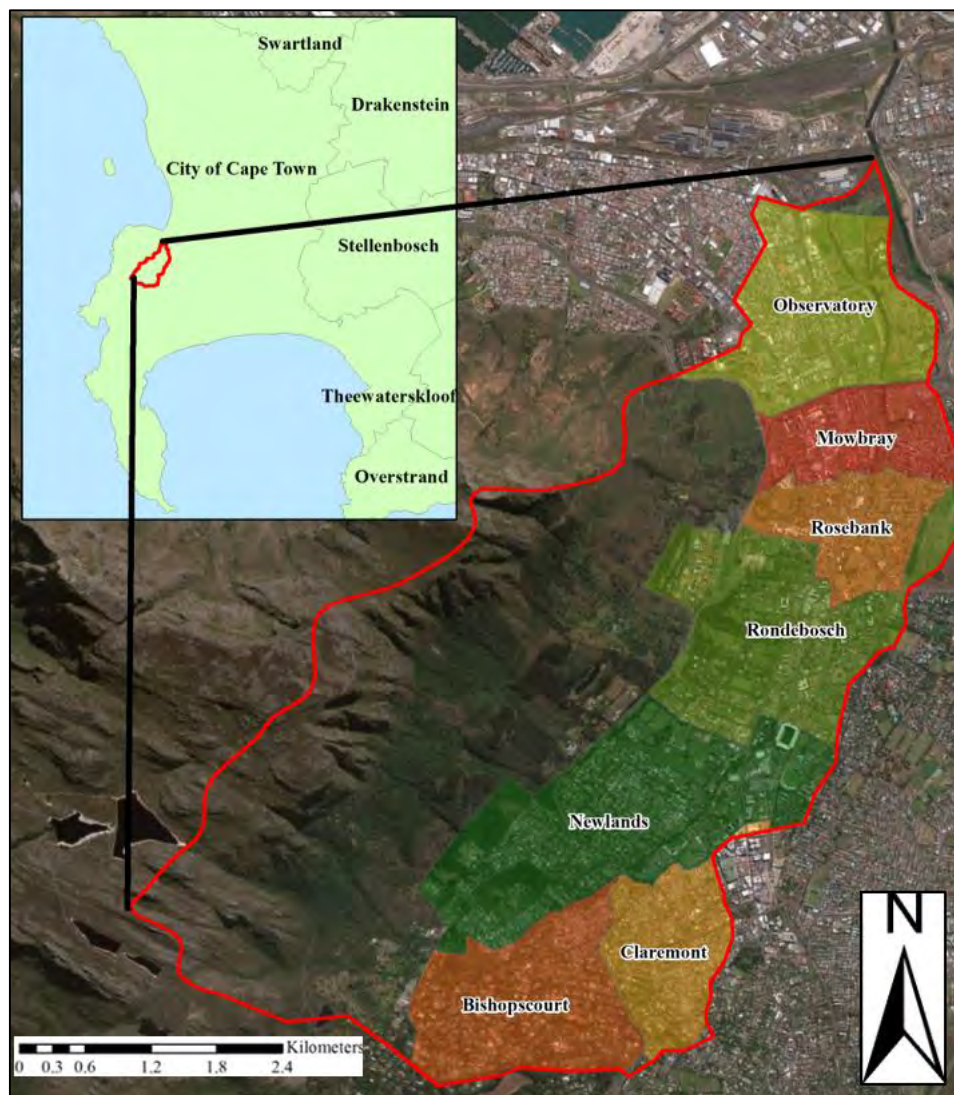 Swartland
Drakenstein
City of Cape Town
Stellenbosch
Theewaterskloof
Overstrand
Observatory
Mowbray
Rosebank
Rondebosch
Newlands
Claremont
Bishopscourt
N
Kilometers
0 0.3 0.6 1.2 1.8 2.4